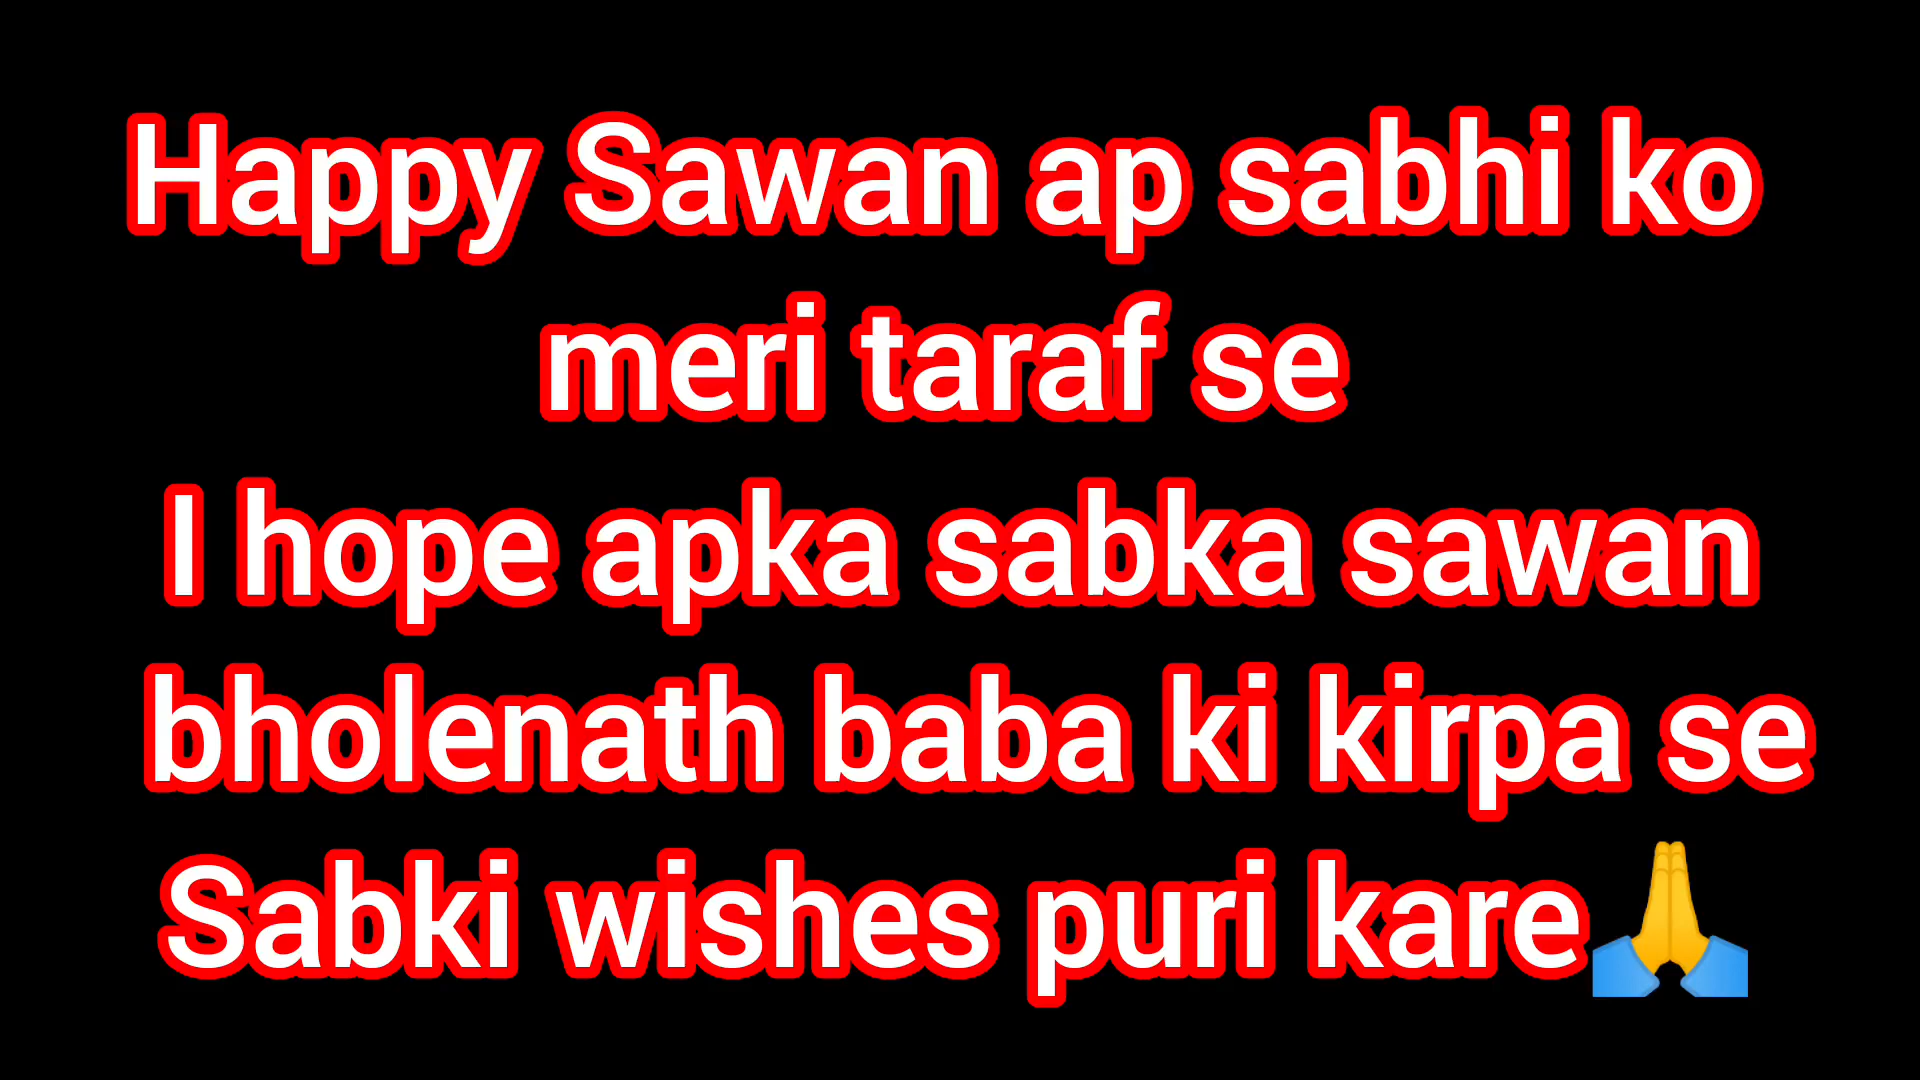 Happy Sawan ap sabhi ko
meri taraf se
I hope apka sabka sawan
bholenath baba ki kirpa se
Sabki wishes puri kare🙏